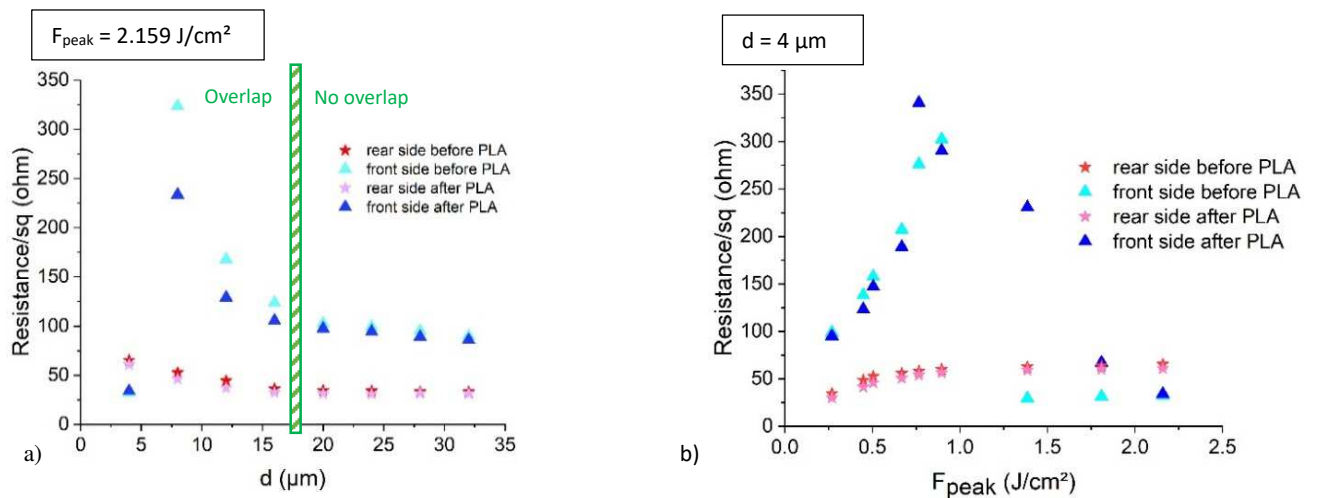 F_peak = 2.159 J/cm²
350
300
250
200
150
100
50
0
Resistance/sq (ohm)
Overlap
No overlap
rear side before PLA
front side before PLA
rear side after PLA
front side after PLA
0 5 10 15 20 25 30 35
a)
d (µm)
d = 4 µm
350
300
250
200
150
100
50
0
Resistance/sq (ohm)
rear side before PLA
front side before PLA
rear side after PLA
front side after PLA
0.0 0.5 1.0 1.5 2.0 2.5
b)
F_peak (J/cm²)